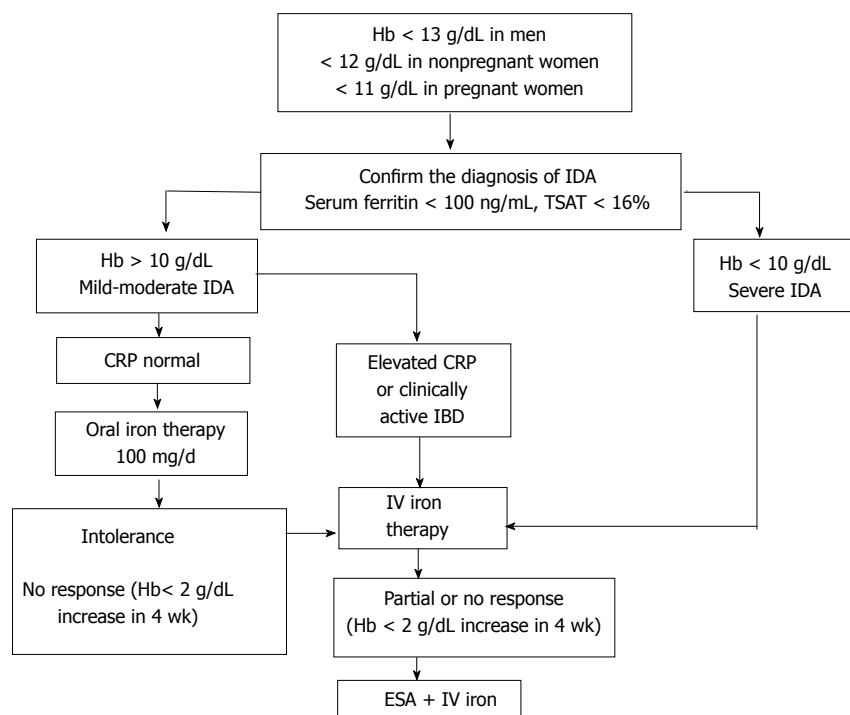 Hb < 13 g/dL in men
< 12 g/dL in nonpregnant women
< 11 g/dL in pregnant women
Confirm the diagnosis of IDA
Serum ferritin < 100 ng/mL, TSAT < 16%
Hb > 10 g/dL
Mild-moderate IDA
Hb < 10 g/dL
Severe IDA
CRP normal
Elevated CRP
or clinically
active IBD
Oral iron therapy
100 mg/d
Intolerance
No response (Hb< 2 g/dL
increase in 4 wk)
IV iron
therapy
Partial or no response
(Hb < 2 g/dL increase in 4 wk)
ESA + IV iron